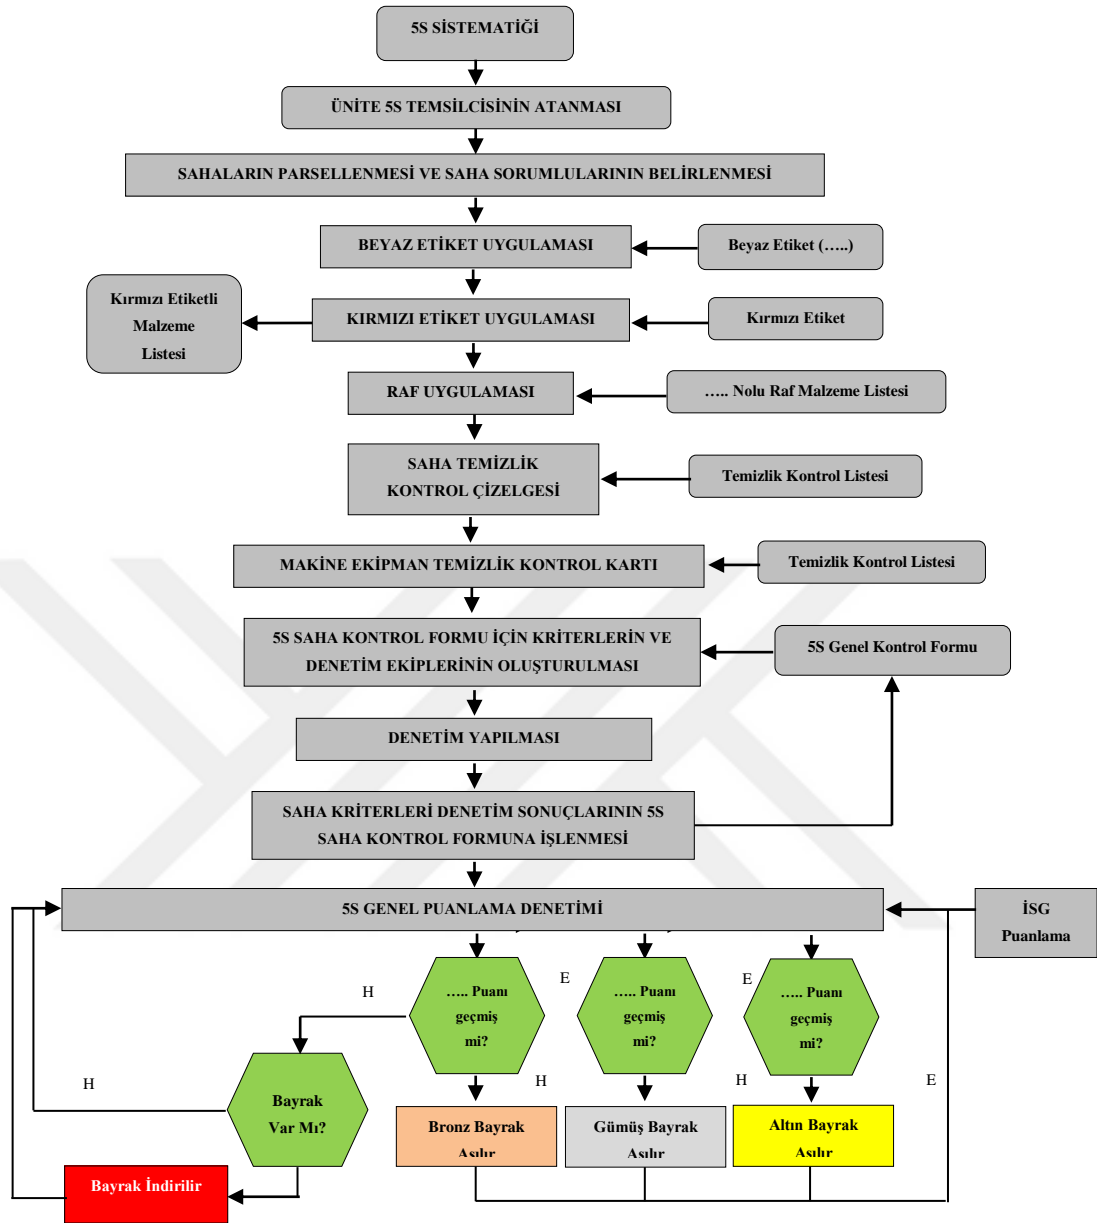 5S SİSTEMATİĞİ
ÜNİTE 5S TEMSİLCİSİNİN ATANMASI
SAHALARIN PARSELLENMESİ VE SAHA SORUMLULARININ BELİRLENMESİ
BEYAZ ETİKET UYGULAMASI
Beyaz Etiket (…..)
Kırmızı Etiketli
Malzeme
Listesi
KIRMIZI ETİKET UYGULAMASI
Kırmızı Etiket
RAF UYGULAMASI
….. Nolu Raf Malzeme Listesi
SAHA TEMİZLİK
KONTROL ÇİZELGESİ
Temizlik Kontrol Listesi
MAKİNE EKİPMAN TEMİZLİK KONTROL KARTI
Temizlik Kontrol Listesi
5S SAHA KONTROL FORMU İÇİN KRİTERLERİN VE
DENETİM EKİPLERİNİN OLUŞTURULMASI
5S Genel Kontrol Formu
DENETİM YAPILMASI
SAHA KRİTERLERİ DENETİM SONUÇLARININ 5S
SAHA KONTROL FORMUNA İŞLENMESİ
5S GENEL PUANLAMA DENETİMİ
İSG
Puanlama
H
….. Puanı
geçmiş
mi?
E
….. Puanı
geçmiş
mi?
E
….. Puanı
geçmiş
mi?
H
H
H
E
Bayrak
Var Mı?
Bronz Bayrak
Asılır
Gümüş Bayrak
Asılır
Altın Bayrak
Asılır
Bayrak İndirilir